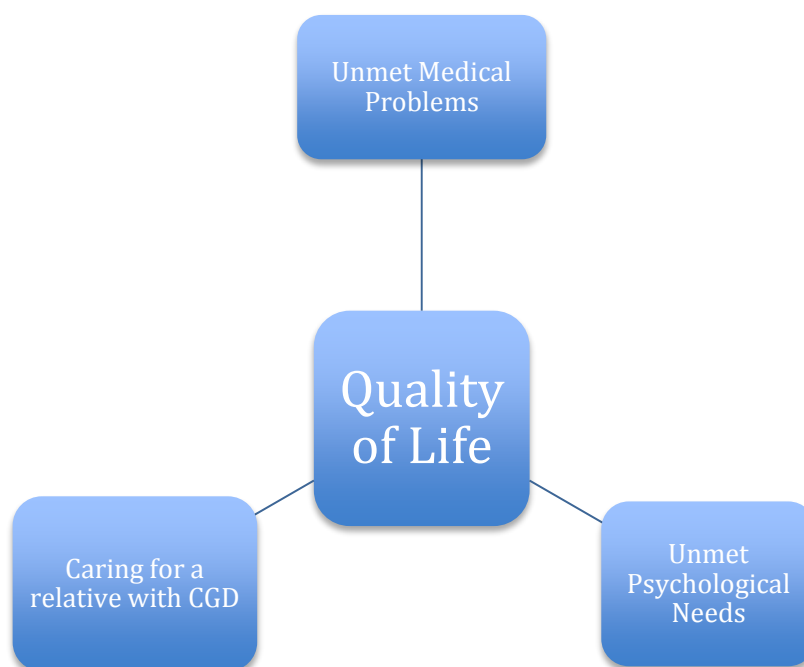 Unmet Medical
Problems
Quality
of Life
Caring for a
relative with CGD
Unmet
Psychological
Needs